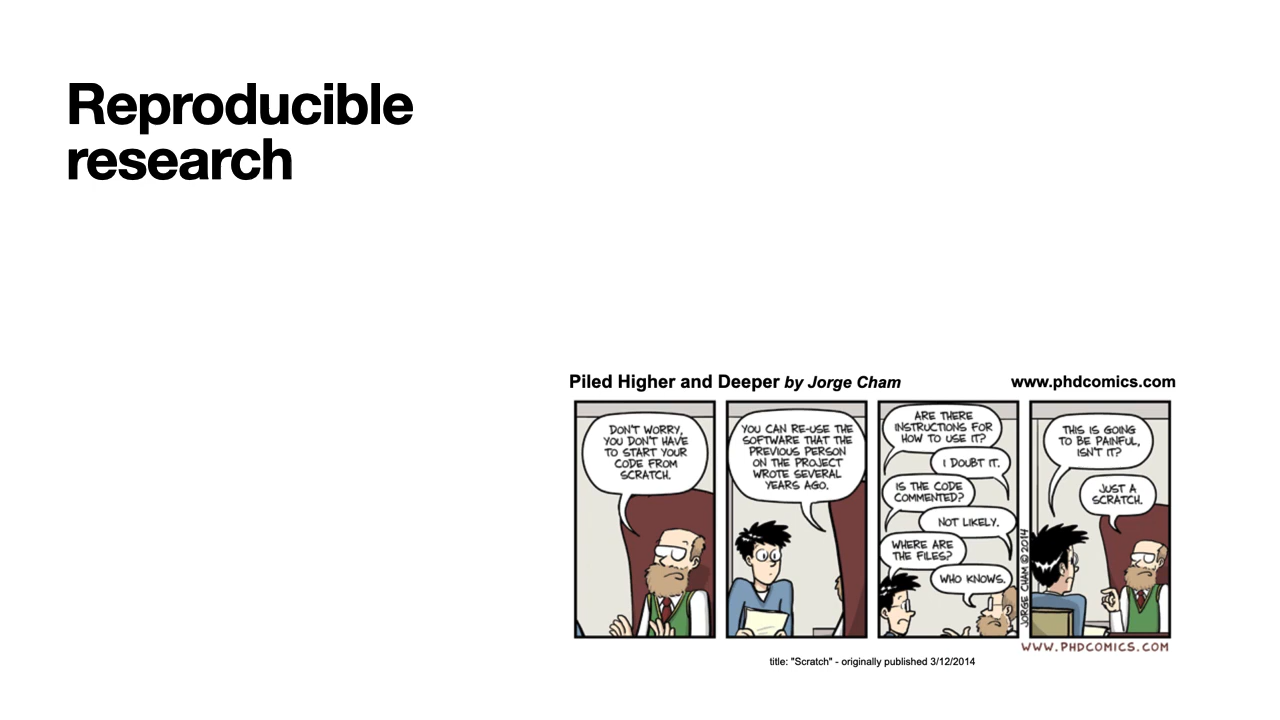 Reproducible
research
Piled Higher and Deeper by Jorge Cham
www.phdcomics.com
DON'T WORRY,
YOU DON'T HAVE
TO START YOUR
CODE FROM
SCRATCH.
YOU CAN RE-USE THE
SOFTWARE THAT THE
PREVIOUS PERSON
ON THE PROJECT
WROTE SEVERAL
YEARS AGO.
ARE THERE
INSTRUCTIONS FOR
HOW TO USE IT?
I DOUBT IT.
IS THE CODE
COMMENTED?
NOT LIKELY.
WHERE ARE
THE FILES?
WHO KNOWS.
JORGE CHAM © 2014
THIS IS GOING
TO BE PAINFUL,
ISN'T IT?
JUST A
SCRATCH.
WWW.PHDCOMICS.COM
title: "Scratch" - originally published 3/12/2014